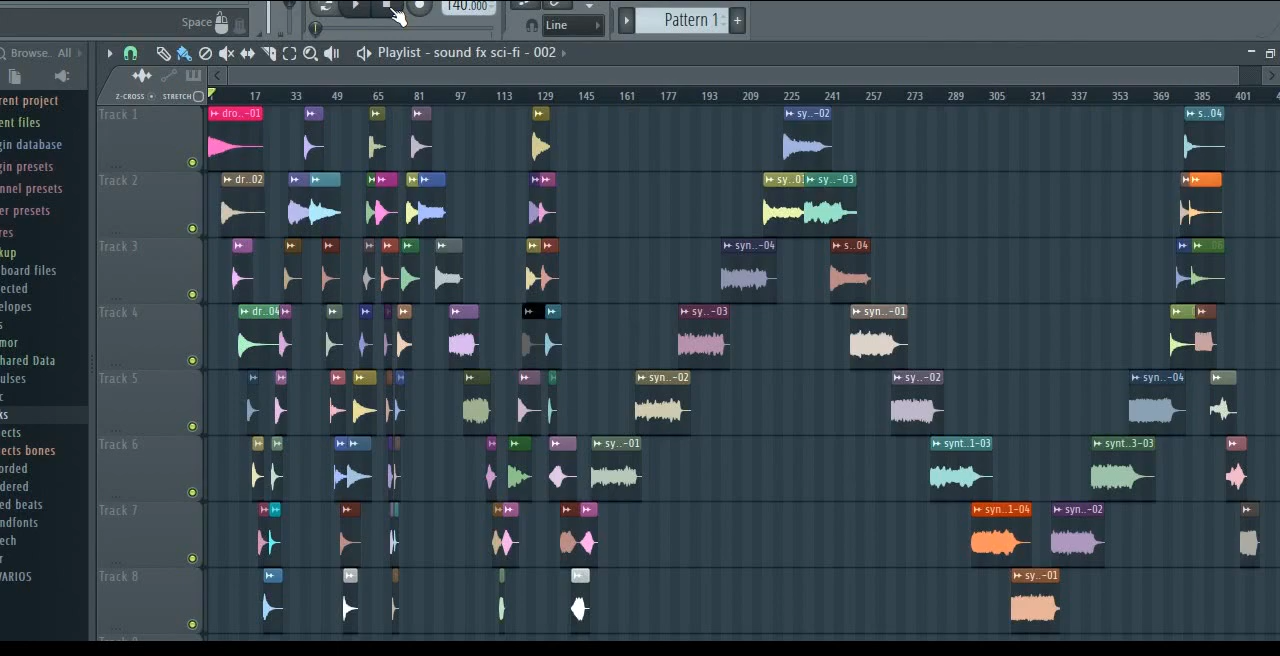 140.000
Space
Line
Pattern 1
+
Browse.. All
Playlist - sound fx sci-fi - 002
Z-CROSS STRETCH
1 17 33 49 65 81 97 113 129 145 161 177 193 209 225 241 257 273 289 305 321 337 353 369 385 401
rent project
ent files
gin database
gin presets
nnel presets
er presets
res
kup
board files
ected
elopes
s
mor
hared Data
ulses
c
ks
ects
ects bones
orded
dered
ed beats
ndfonts
ech
r
VARIOS
Track 1
dro..-01
sy..-02
s..04
Track 2
dr..02
sy..01
sy..-03
Track 3
syn..-04
s..04
06
Track 4
dr..04
sy..-03
syn..-01
Track 5
syn..-02
sy..-02
syn..-04
Track 6
sy..-01
synt..1-03
synt..3-03
Track 7
syn..1-04
syn..-02
Track 8
sy..-01